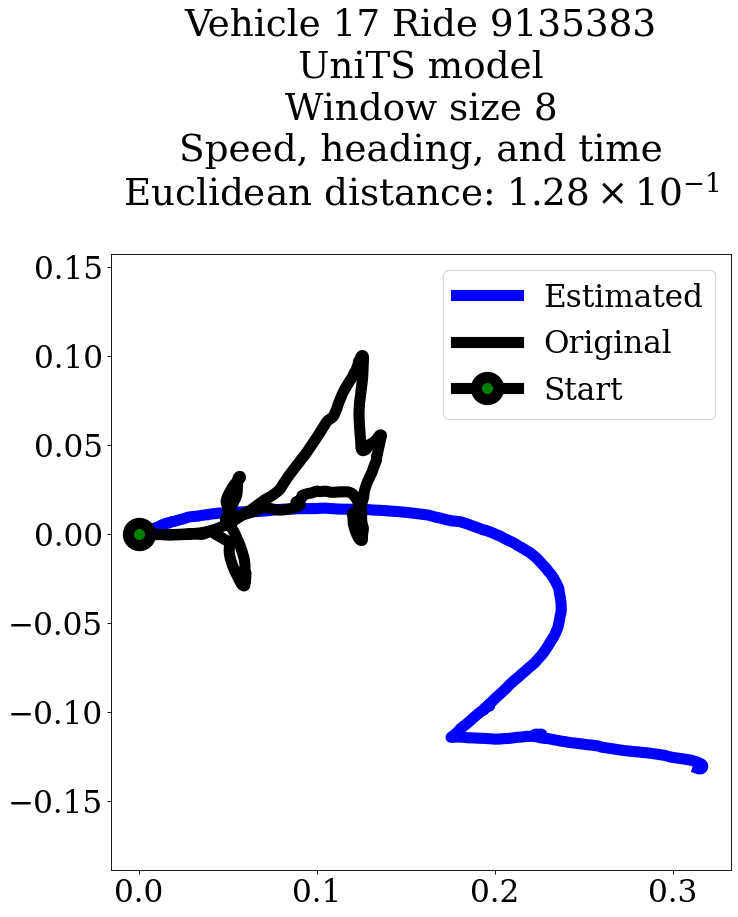 Vehicle 17 Ride 9135383
UniTS model
Window size 8
Speed, heading, and time
Euclidean distance: 1.28 × 10⁻¹
0.15
Estimated
0.10
Original
Start
0.05
0.00
−0.05
−0.10
−0.15
0.0 0.1 0.2 0.3